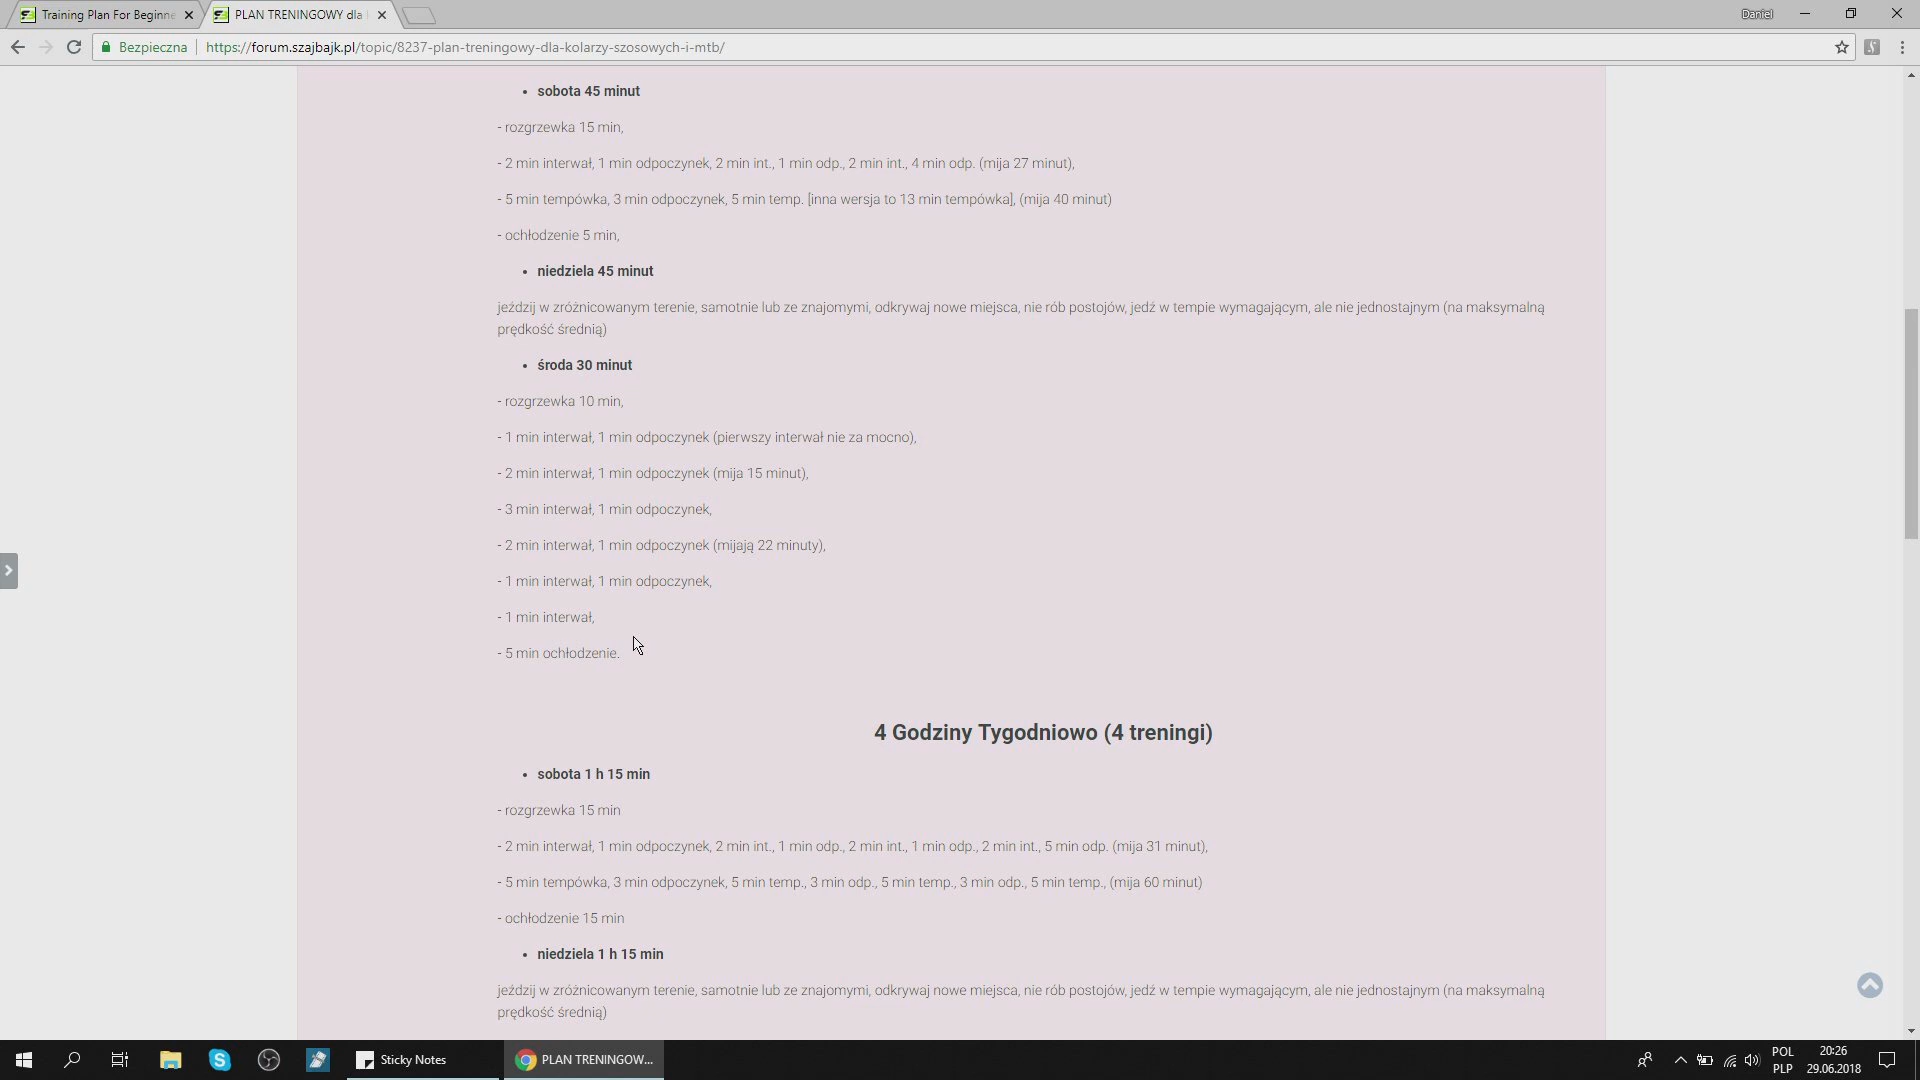 Training Plan For Beginne
PLAN TRENINGOWY dla
Daniel
Bezpieczna
https://forum.szajbajk.pl/topic/8237-plan-treningowy-dla-kolarzy-szosowych-i-mtb/
• sobota 45 minut
- rozgrzewka 15 min,
- 2 min interwał, 1 min odpoczynek, 2 min int., 1 min odp., 2 min int., 4 min odp. (mija 27 minut),
- 5 min tempówka, 3 min odpoczynek, 5 min temp. [inna wersja to 13 min tempówka], (mija 40 minut)
- ochłodzenie 5 min,
• niedziela 45 minut
jeździj w zróżnicowanym terenie, samotnie lub ze znajomymi, odkrywaj nowe miejsca, nie rób postojów, jedź w tempie wymagającym, ale nie jednostajnym (na maksymalną
prędkość średnią)
• środa 30 minut
- rozgrzewka 10 min,
- 1 min interwał, 1 min odpoczynek (pierwszy interwał nie za mocno),
- 2 min interwał, 1 min odpoczynek (mija 15 minut),
- 3 min interwał, 1 min odpoczynek,
- 2 min interwał, 1 min odpoczynek (mijają 22 minuty),
- 1 min interwał, 1 min odpoczynek,
- 1 min interwał,
- 5 min ochłodzenie.
4 Godziny Tygodniowo (4 treningi)
• sobota 1 h 15 min
- rozgrzewka 15 min
- 2 min interwał, 1 min odpoczynek, 2 min int., 1 min odp., 2 min int., 1 min odp., 2 min int., 5 min odp. (mija 31 minut),
- 5 min tempówka, 3 min odpoczynek, 5 min temp., 3 min odp., 5 min temp., 3 min odp., 5 min temp., (mija 60 minut)
- ochłodzenie 15 min
• niedziela 1 h 15 min
jeździj w zróżnicowanym terenie, samotnie lub ze znajomymi, odkrywaj nowe miejsca, nie rób postojów, jedź w tempie wymagającym, ale nie jednostajnym (na maksymalną
prędkość średnią)
Sticky Notes
PLAN TRENINGOW...
POL
PLP
20:26
29.06.2018